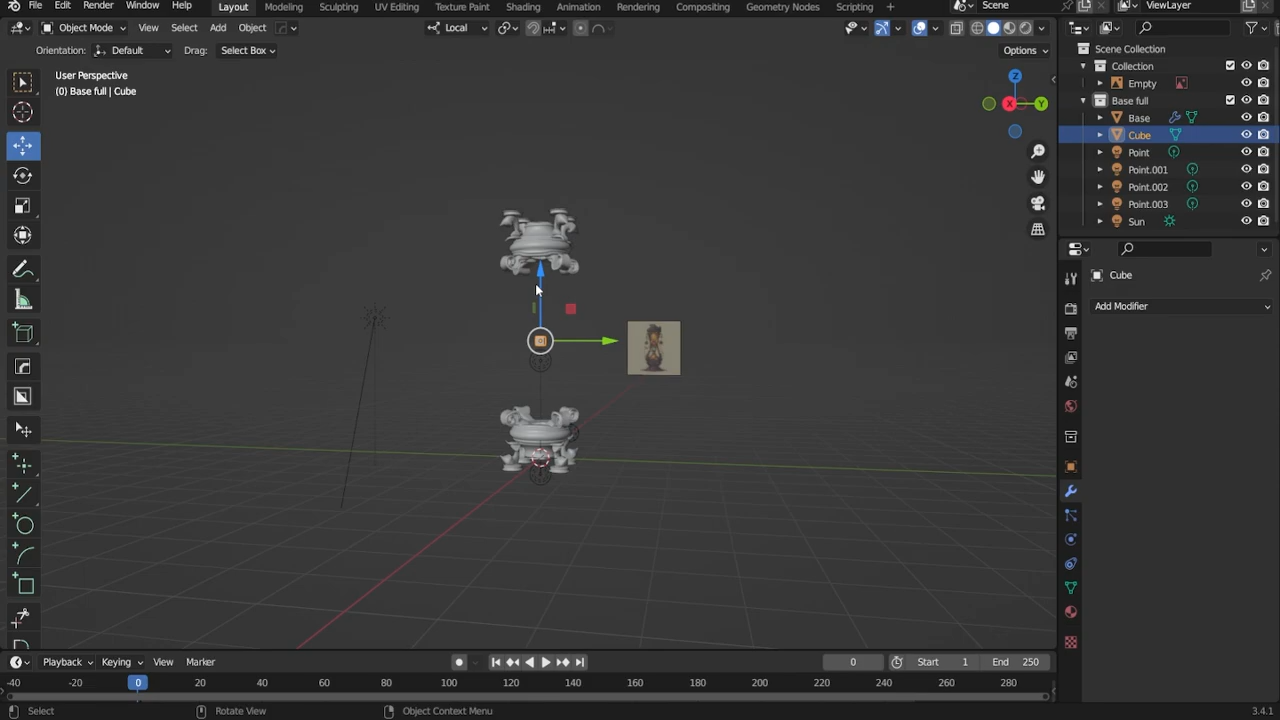 File Edit Render Window Help Layout Modeling Sculpting UV Editing Texture Paint Shading Animation Rendering Compositing Geometry Nodes Scripting + Scene ViewLayer
Object Mode View Select Add Object Local
Orientation: Default Drag: Select Box Options
User Perspective
(0) Base full | Cube
Z
X Y
Scene Collection
Collection
Empty
Base full
Base
Cube
Point
Point.001
Point.002
Point.003
Sun
Cube
Add Modifier
Playback Keying View Marker 0 Start 1 End 250
-40 -20 0 20 40 60 80 100 120 140 160 180 200 220 240 260 280
Select Rotate View Object Context Menu 3.4.1